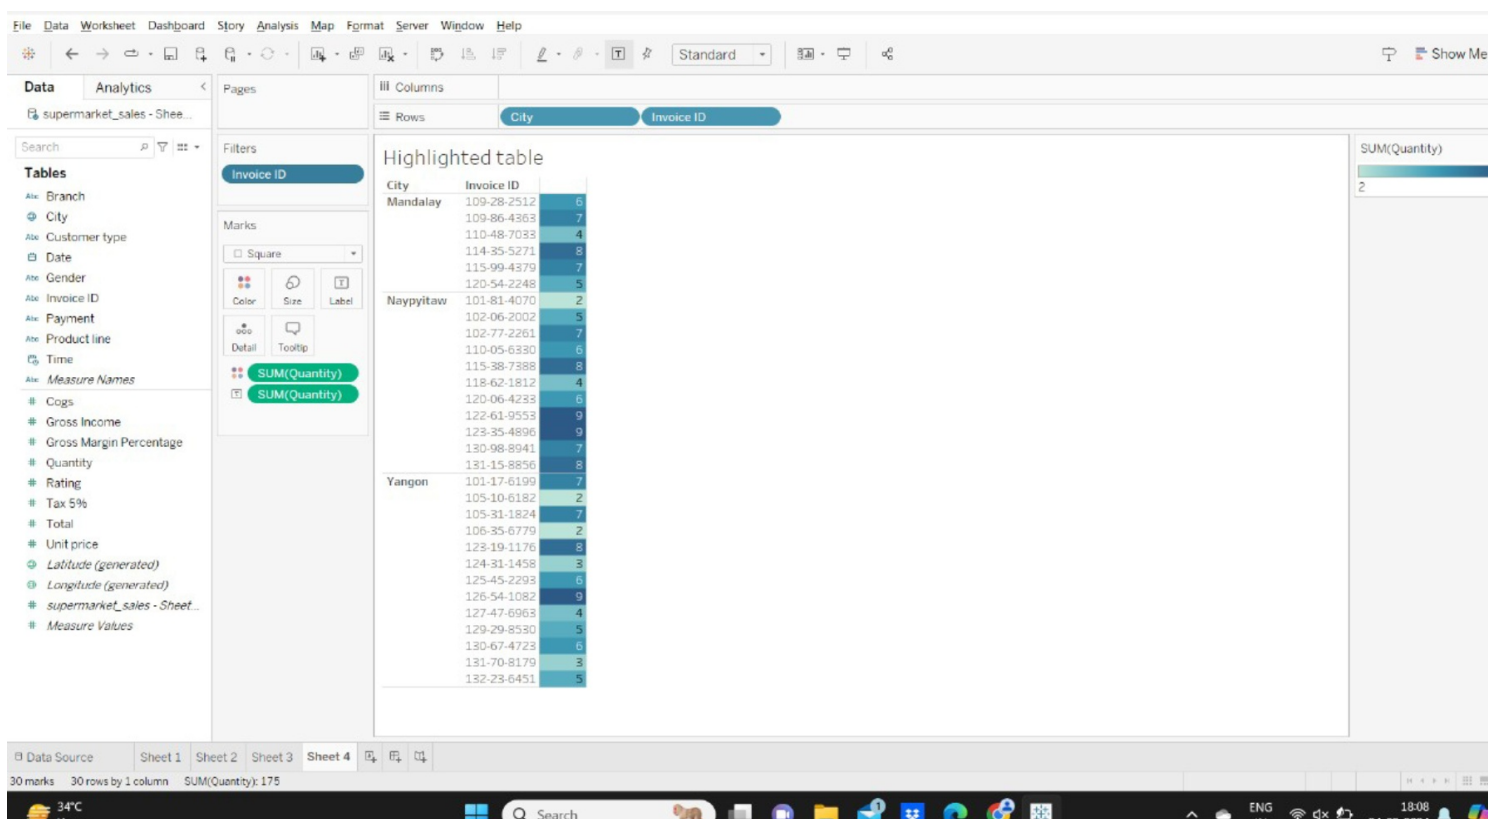 File Data Worksheet Dashboard Story Analysis Map Format Server Window Help
Standard
Show Me
Data Analytics
supermarket_sales - Shee...
Search
Tables
Abc Branch
City
Abc Customer type
Date
Abc Gender
Abc Invoice ID
Abc Payment
Abc Product line
Time
Abc Measure Names
# Cogs
# Gross Income
# Gross Margin Percentage
# Quantity
# Rating
# Tax 5%
# Total
# Unit price
Latitude (generated)
Longitude (generated)
# supermarket_sales - Sheet...
# Measure Values
Pages
Filters
Invoice ID
Marks
Square
Color Size Label
Detail Tooltip
SUM(Quantity)
SUM(Quantity)
Columns
Rows City Invoice ID
Highlighted table
City Invoice ID
Mandalay 109-28-2512 6
109-86-4363 7
110-48-7033 4
114-35-5271 8
115-99-4379 7
120-54-2248 5
Naypyitaw 101-81-4070 2
102-06-2002 5
102-77-2261 7
110-05-6330 6
115-38-7388 8
118-62-1812 4
120-06-4233 6
122-61-9553 9
123-35-4896 9
130-98-8941 7
131-15-8856 8
Yangon 101-17-6199 7
105-10-6182 2
105-31-1824 7
106-35-6779 2
123-19-1176 8
124-31-1458 3
125-45-2293 6
126-54-1082 9
127-47-6963 4
129-29-8530 5
130-67-4723 6
131-70-8179 3
132-23-6451 5
SUM(Quantity)
2
Data Source Sheet 1 Sheet 2 Sheet 3 Sheet 4
30 marks 30 rows by 1 column SUM(Quantity): 175
34°C
Search
ENG
18:08